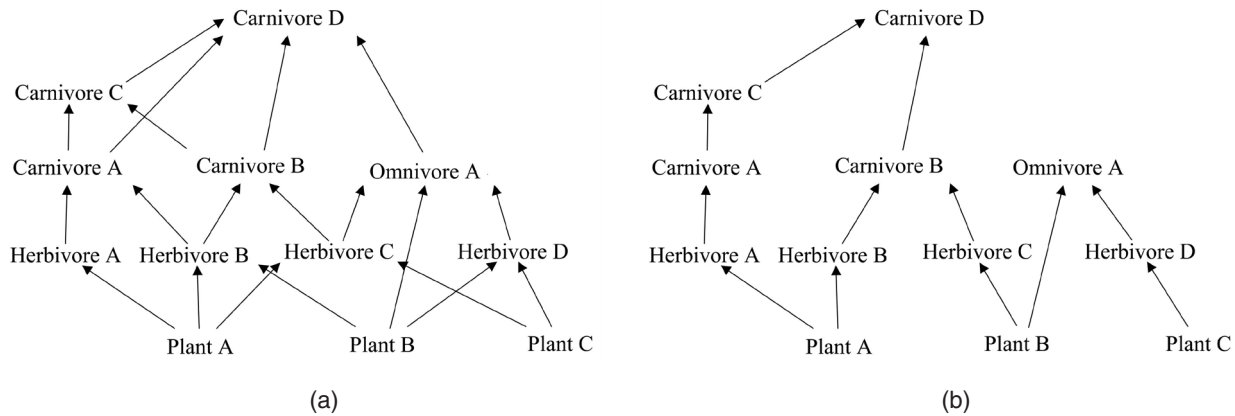 Carnivore D
Carnivore C
Carnivore A
Carnivore B
Omnivore A
Herbivore A
Herbivore B
Herbivore C
Herbivore D
Plant A
Plant B
Plant C
(a)
Carnivore D
Carnivore C
Carnivore A
Carnivore B
Omnivore A
Herbivore A
Herbivore B
Herbivore C
Herbivore D
Plant A
Plant B
Plant C
(b)